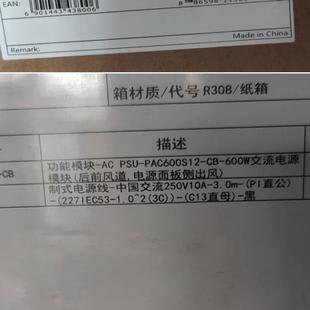 EAN:
6 901443 438006
Remark:
Made in China
箱材质/代号 R308/纸箱
描述
-CB
功能模块-AC PSU-PAC600S12-CB-600W交流电源
模块(后前风道,电源面板侧出风)
制式电源线-中国交流250V10A-3.0m-(PI直公)
-(227IEC53-1.0^2(3C))-(C13直母)-黑